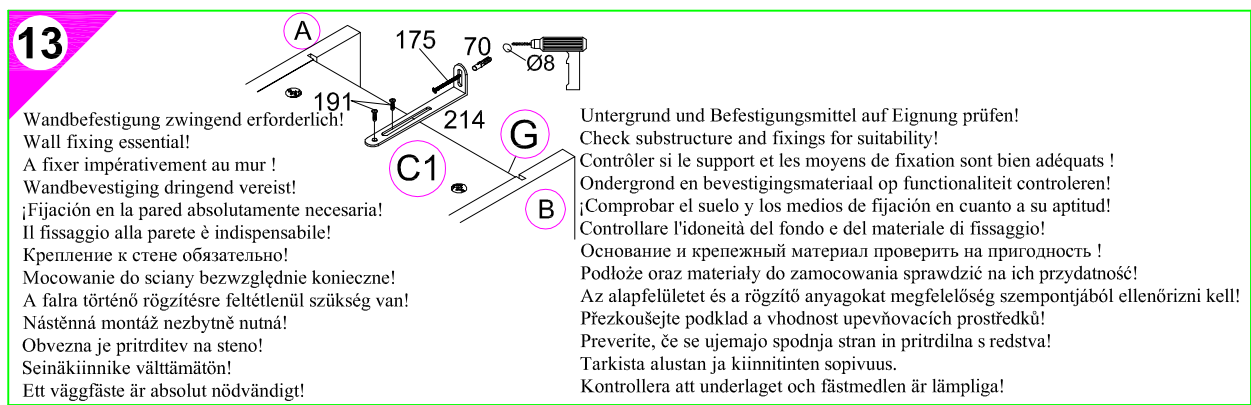 13
A
175
70
Ø8
191
214
G
C1
B
Wandbefestigung zwingend erforderlich!
Wall fixing essential!
A fixer impérativement au mur !
Wandbevestiging dringend vereist!
¡Fijación en la pared absolutamente necesaria!
Il fissaggio alla parete è indispensabile!
Крепление к стене обязательно!
Mocowanie do sciany bezwzględnie konieczne!
A falra történő rögzítésre feltétlenül szükség van!
Nástěnná montáž nezbytně nutná!
Obvezna je pritrditev na steno!
Seinäkiinnike välttämätön!
Ett väggfäste är absolut nödvändigt!
Untergrund und Befestigungsmittel auf Eignung prüfen!
Check substructure and fixings for suitability!
Contrôler si le support et les moyens de fixation sont bien adéquats !
Ondergrond en bevestigingsmateriaal op functionaliteit controleren!
¡Comprobar el suelo y los medios de fijación en cuanto a su aptitud!
Controllare l'idoneità del fondo e del materiale di fissaggio!
Основание и крепежный материал проверить на пригодность !
Podłoże oraz materiały do zamocowania sprawdzić na ich przydatność!
Az alapfelületet és a rögzítő anyagokat megfelelőség szempontjából ellenőrizni kell!
Přezkoušejte podklad a vhodnost upevňovacích prostředků!
Preverite, če se ujemajo spodnja stran in pritrdilna s redstva!
Tarkista alustan ja kiinnitinten sopivuus.
Kontrollera att underlaget och fästmedlen är lämpliga!